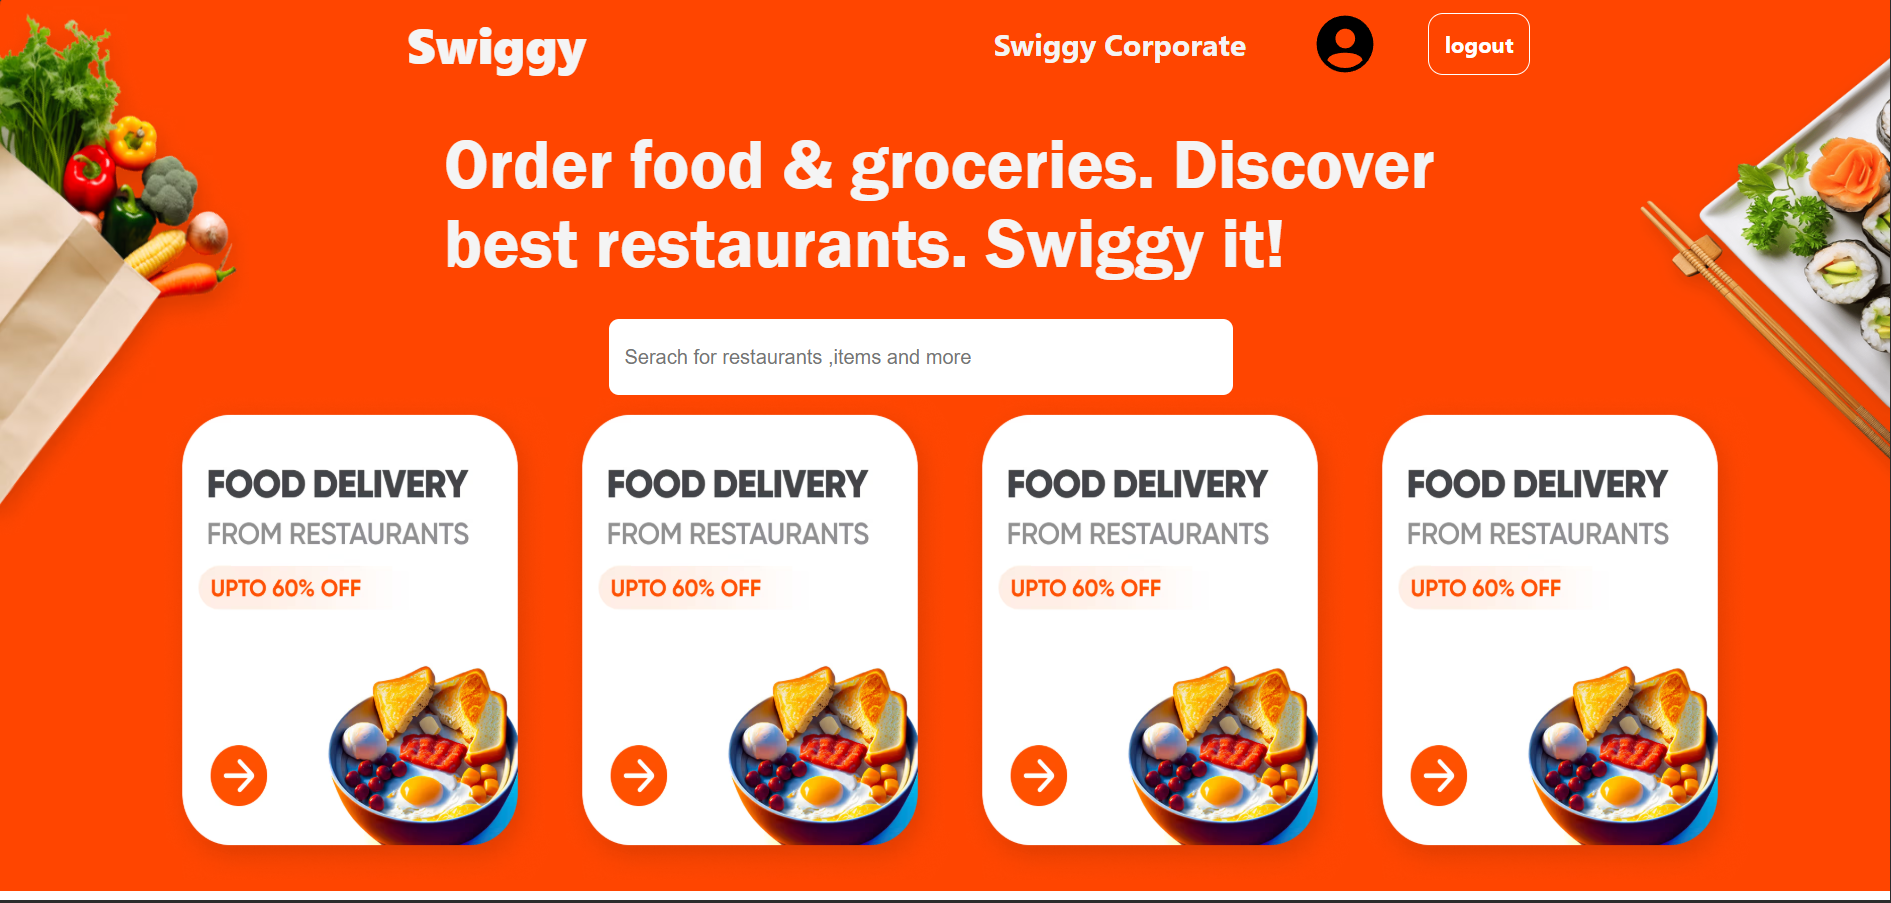 Swiggy
Swiggy Corporate
logout
Order food & groceries. Discover
best restaurants. Swiggy it!
Serach for restaurants ,items and more
FOOD DELIVERY
FROM RESTAURANTS
UPTO 60% OFF
FOOD DELIVERY
FROM RESTAURANTS
UPTO 60% OFF
FOOD DELIVERY
FROM RESTAURANTS
UPTO 60% OFF
FOOD DELIVERY
FROM RESTAURANTS
UPTO 60% OFF